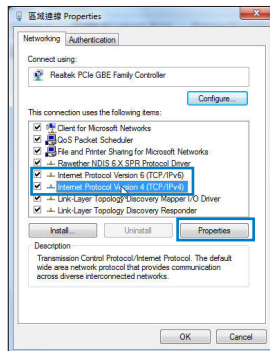 區域連線 Properties
Networking Authentication
Connect using:
Realtek PCIe GBE Family Controller
Configure...
This connection uses the following items:
Client for Microsoft Networks
QoS Packet Scheduler
File and Printer Sharing for Microsoft Networks
Rawether NDIS 6.X SPR Protocol Driver
Internet Protocol Version 6 (TCP/IPv6)
Internet Protocol Version 4 (TCP/IPv4)
Link-Layer Topology Discovery Mapper I/O Driver
Link-Layer Topology Discovery Responder
Install... Uninstall Properties
Description
Transmission Control Protocol/Internet Protocol. The default
wide area network protocol that provides communication
across diverse interconnected networks.
OK Cancel